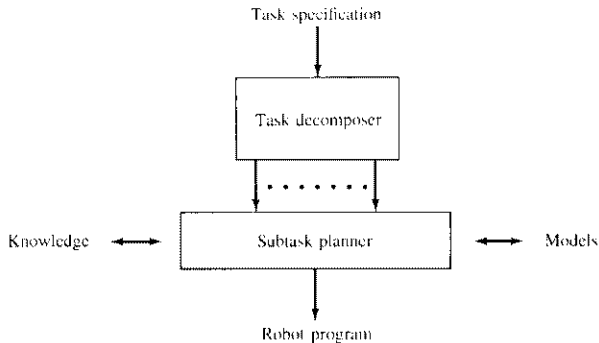 Task specification
Task decomposer
Knowledge
Subtask planner
Models
Robot program